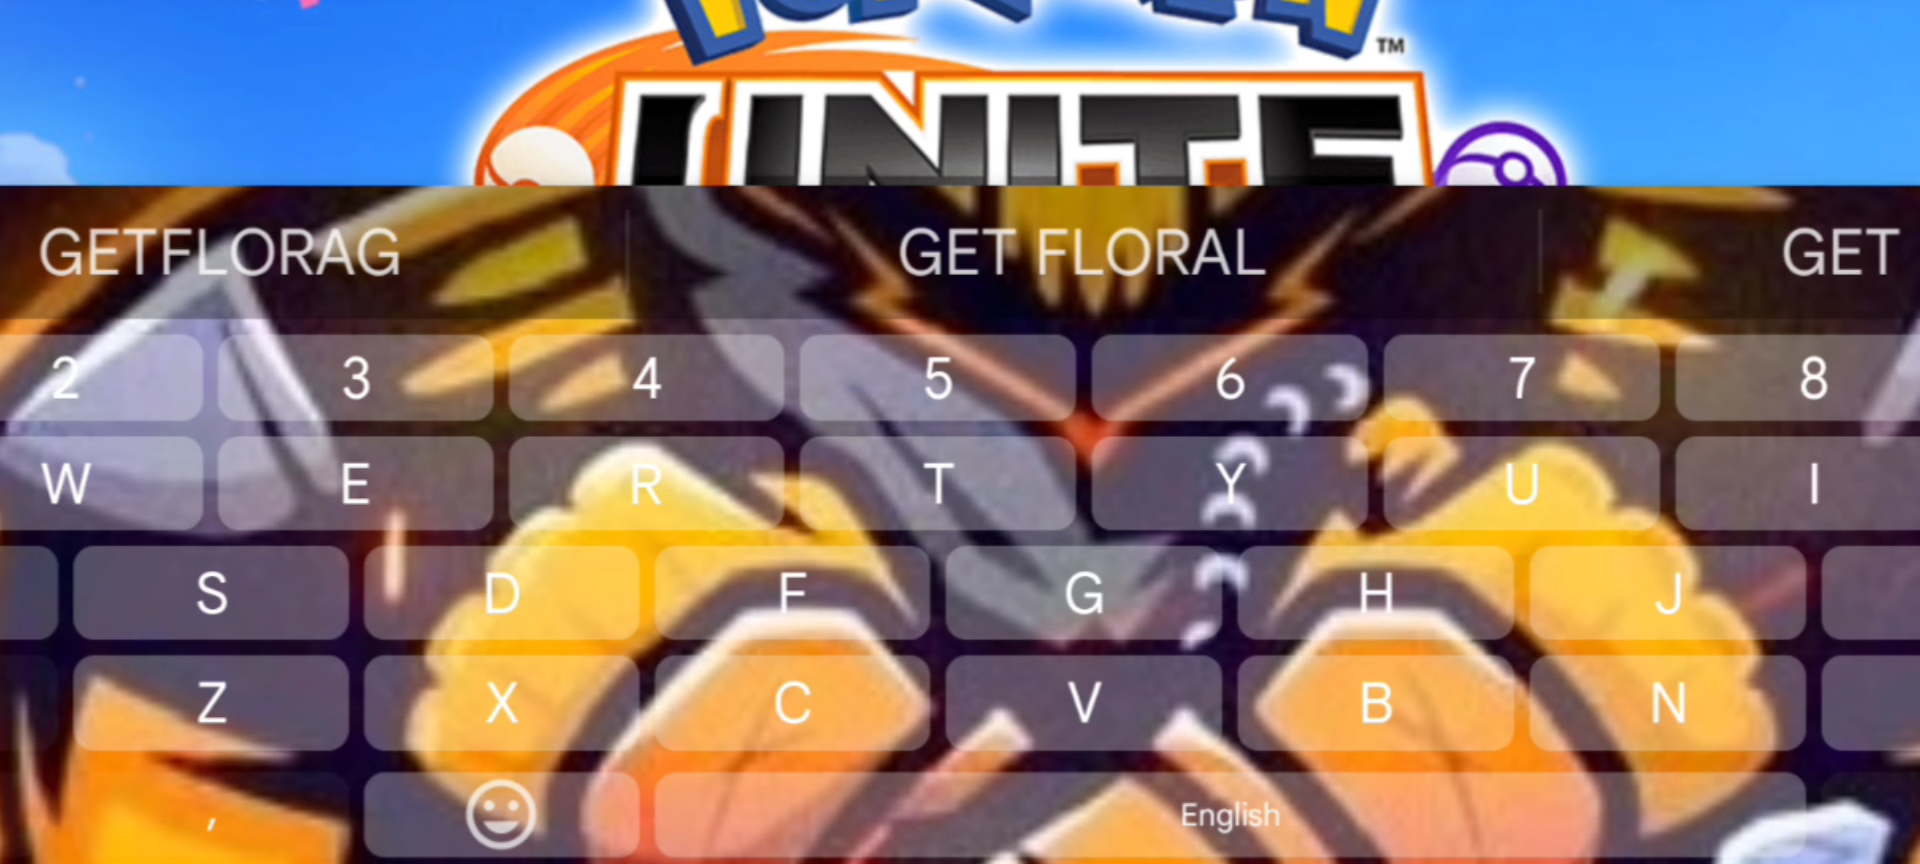 TM
UNITE
GETFLORAG GET FLORAL GET
2 3 4 5 6 7 8
W E R T Y U I
S D F G H J
Z X C V B N
, English